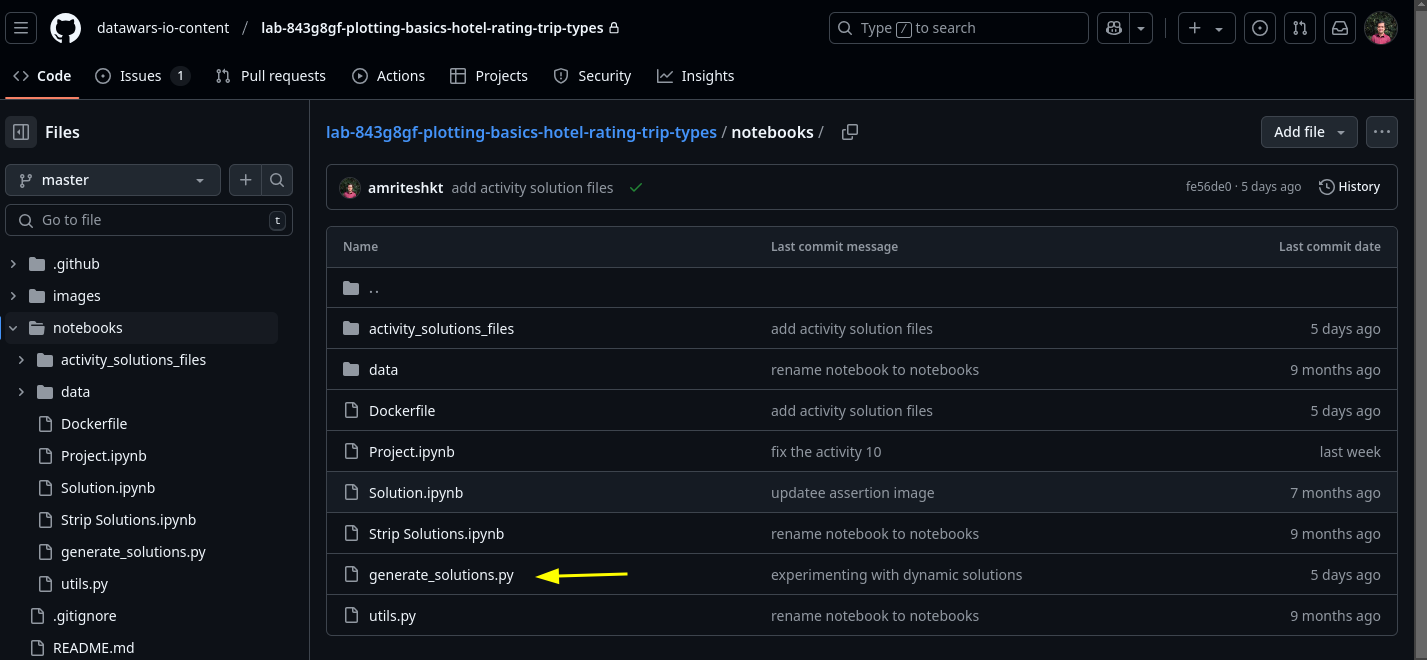 datawars-io-content / lab-843g8gf-plotting-basics-hotel-rating-trip-types
Type / to search
Code
Issues 1
Pull requests
Actions
Projects
Security
Insights
Files
master
Go to file t
.github
images
notebooks
activity_solutions_files
data
Dockerfile
Project.ipynb
Solution.ipynb
Strip Solutions.ipynb
generate_solutions.py
utils.py
.gitignore
README.md
lab-843g8gf-plotting-basics-hotel-rating-trip-types / notebooks /
Add file
amriteshkt add activity solution files fe56de0 · 5 days ago History
Name Last commit message Last commit date
..
activity_solutions_files add activity solution files 5 days ago
data rename notebook to notebooks 9 months ago
Dockerfile add activity solution files 5 days ago
Project.ipynb fix the activity 10 last week
Solution.ipynb updatee assertion image 7 months ago
Strip Solutions.ipynb rename notebook to notebooks 9 months ago
generate_solutions.py experimenting with dynamic solutions 5 days ago
utils.py rename notebook to notebooks 9 months ago